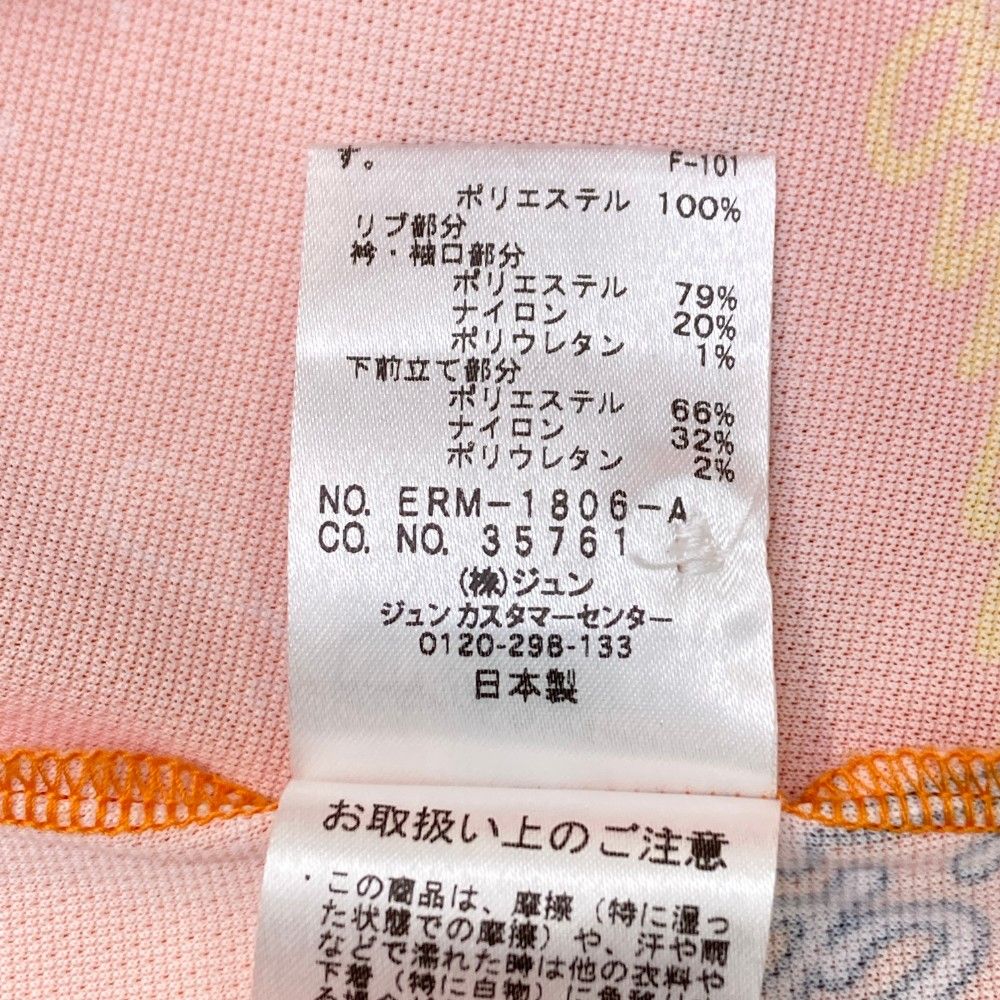 ず。 F-101
ポリエステル 100%
リブ部分
衿・袖口部分
ポリエステル 79%
ナイロン 20%
ポリウレタン 1%
下前立て部分
ポリエステル 66%
ナイロン 32%
ポリウレタン 2%
NO. ERM-1806-A
CO. NO. 35761
(株)ジュン
ジュンカスタマーセンター
0120-298-133
日本製
お取扱い上のご注意
・この商品は、摩擦(特に湿っ
た状態での摩擦)や、汗や雨
などで濡れた時は他の衣料や
下着(特に白物)に色移